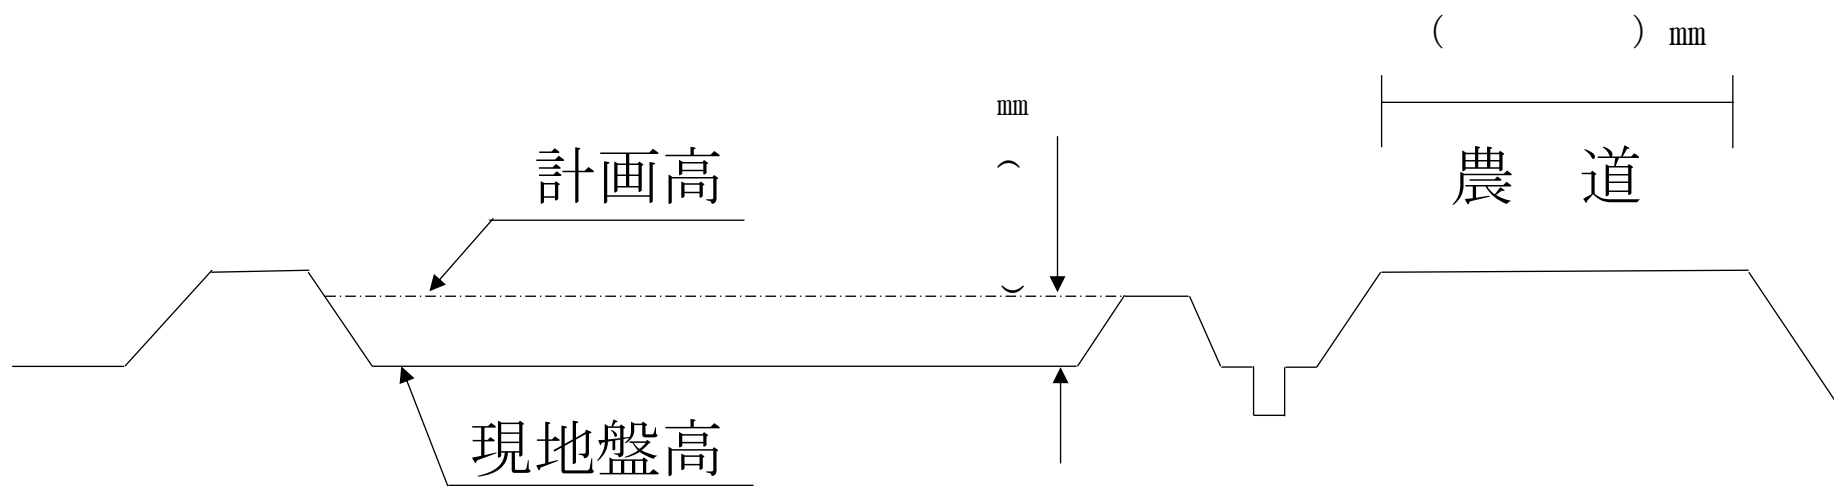 (　　　　) mm
mm
(　　)
計画高
農　道
現地盤高